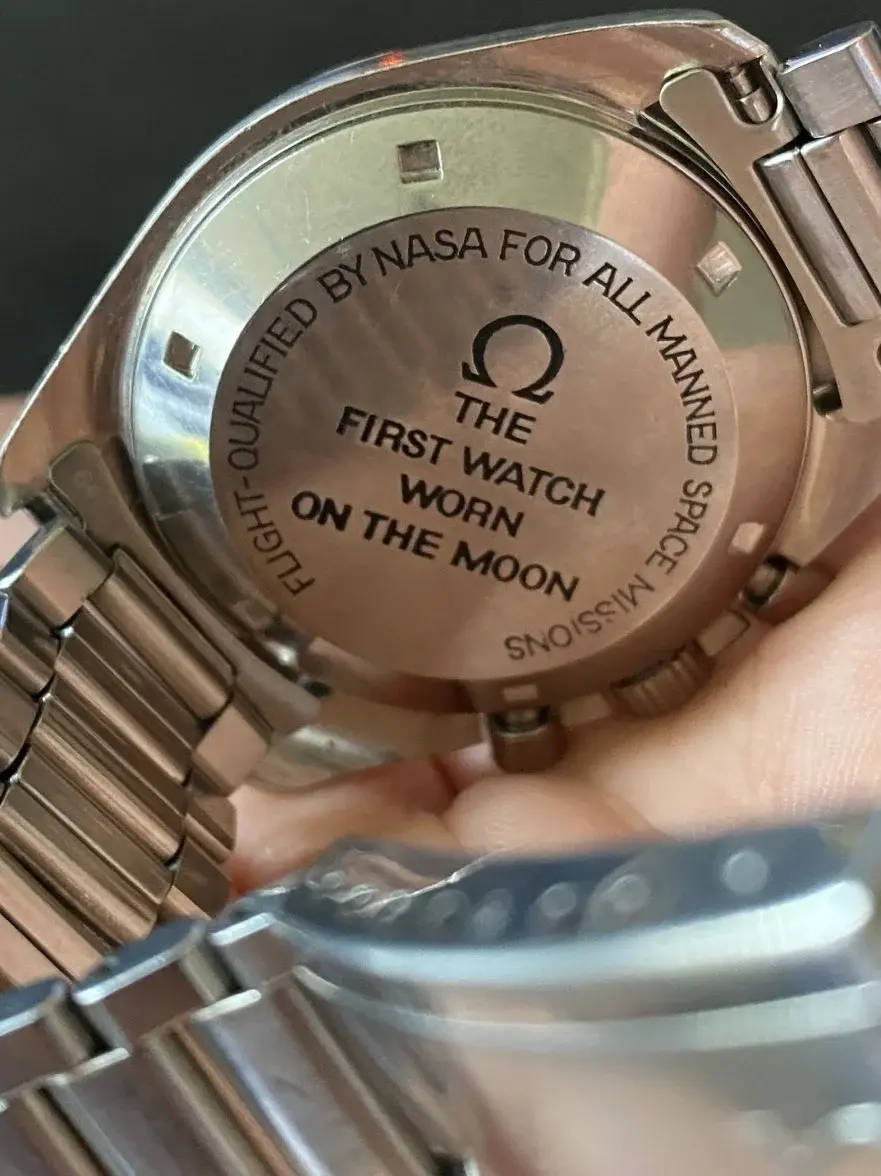 FLIGHT-QUALIFIED BY NASA FOR ALL MANNED SPACE MISSIONS
Ω
THE
FIRST WATCH
WORN
ON THE MOON